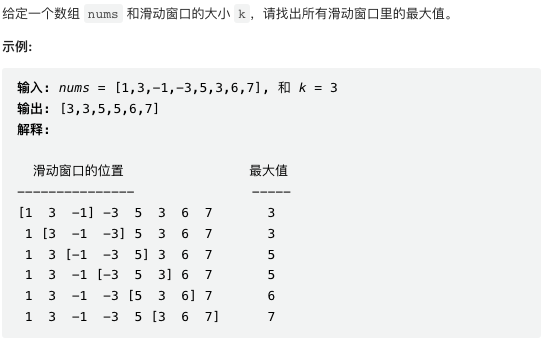 给定一个数组 nums 和滑动窗口的大小 k，请找出所有滑动窗口里的最大值。
示例:
输入: nums = [1,3,-1,-3,5,3,6,7], 和 k = 3
输出: [3,3,5,5,6,7]
解释:
滑动窗口的位置 最大值
--------------- -----
[1 3 -1] -3 5 3 6 7 3
1 [3 -1 -3] 5 3 6 7 3
1 3 [-1 -3 5] 3 6 7 5
1 3 -1 [-3 5 3] 6 7 5
1 3 -1 -3 [5 3 6] 7 6
1 3 -1 -3 5 [3 6 7] 7